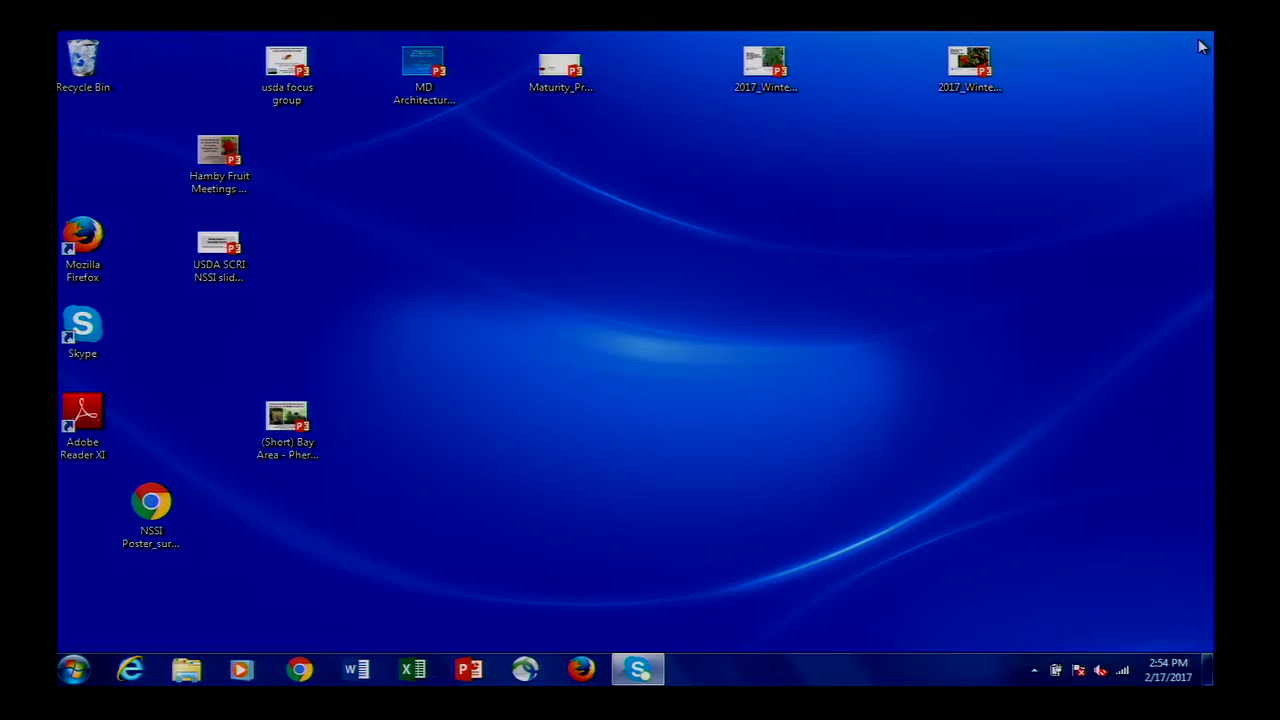 Recycle Bin
usda focus
group
MD
Architectur...
Maturity_Pr...
2017_Winte...
2017_Winte...
Hamby Fruit
Meetings ...
Mozilla
Firefox
USDA SCRI
NSSI slid...
Skype
Adobe
Reader XI
(Short) Bay
Area - Pher...
NSSI
Poster_sur...
2:54 PM
2/17/2017